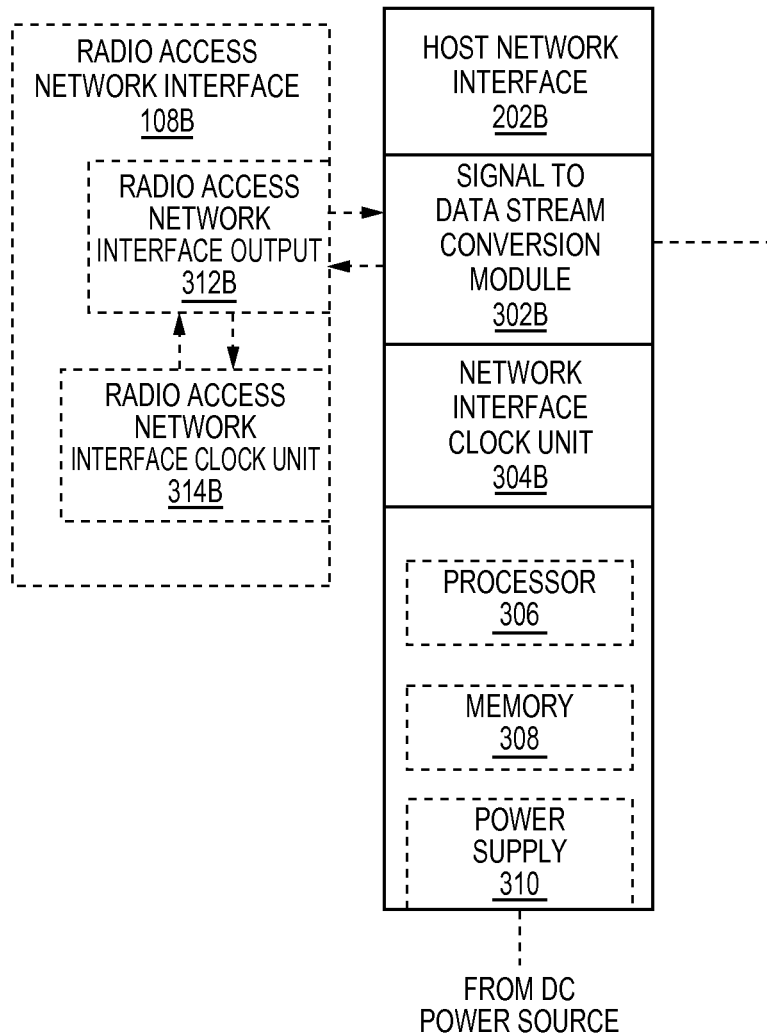 RADIO ACCESS
NETWORK INTERFACE
108B
RADIO ACCESS
NETWORK
INTERFACE OUTPUT
312B
RADIO ACCESS
NETWORK
INTERFACE CLOCK UNIT
314B
HOST NETWORK
INTERFACE
202B
SIGNAL TO
DATA STREAM
CONVERSION
MODULE
302B
NETWORK
INTERFACE
CLOCK UNIT
304B
PROCESSOR
306
MEMORY
308
POWER
SUPPLY
310
FROM DC
POWER SOURCE